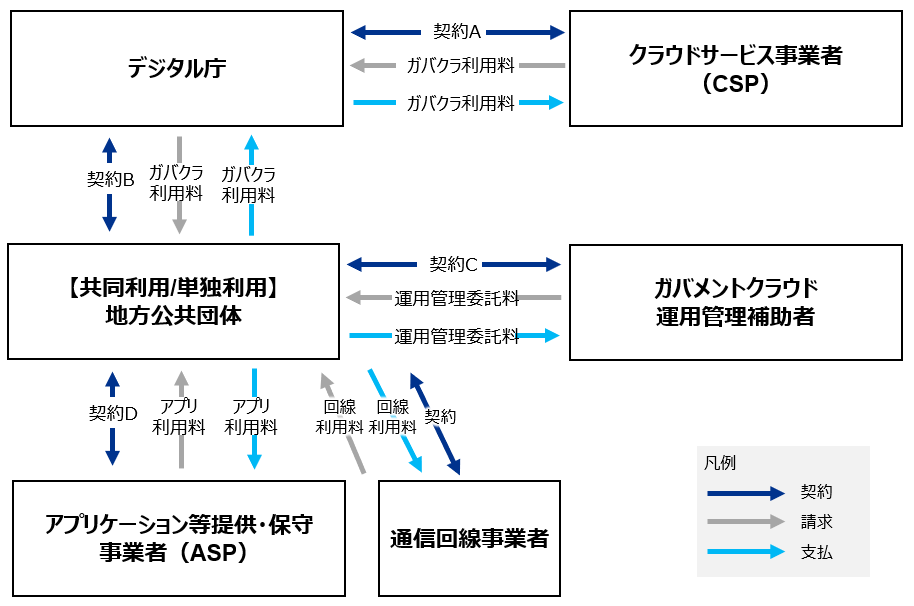 デジタル庁
契約A
ガバクラ利用料
ガバクラ利用料
クラウドサービス事業者
（CSP）
契約B
ガバクラ
利用料
ガバクラ
利用料
【共同利用/単独利用】
地方公共団体
契約C
運用管理委託料
運用管理委託料
ガバメントクラウド
運用管理補助者
契約D
アプリ
利用料
アプリ
利用料
回線
利用料
回線
利用料
契約
アプリケーション等提供・保守
事業者（ASP）
通信回線事業者
凡例
契約
請求
支払